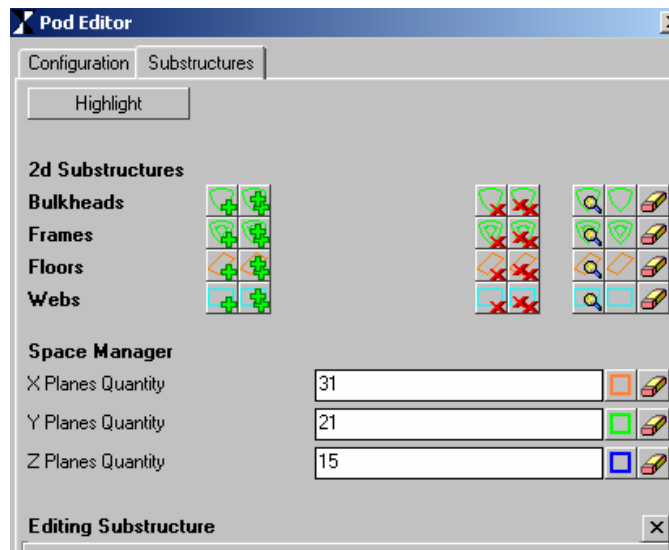 Pod Editor
Configuration Substructures
Highlight
2d Substructures
Bulkheads
Frames
Floors
Webs
Space Manager
X Planes Quantity 31
Y Planes Quantity 21
Z Planes Quantity 15
Editing Substructure